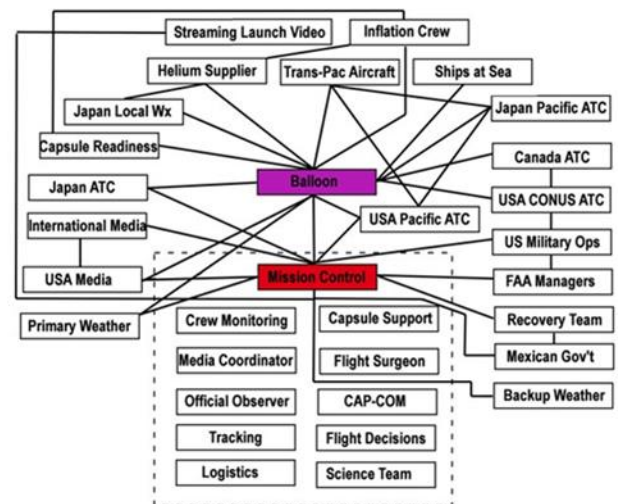 Streaming Launch Video
Inflation Crew
Helium Supplier
Trans-Pac Aircraft
Ships at Sea
Japan Local Wx
Japan Pacific ATC
Capsule Readiness
Canada ATC
Balloon
Japan ATC
USA CONUS ATC
USA Pacific ATC
International Media
US Military Ops
USA Media
Mission Control
FAA Managers
Primary Weather
Crew Monitoring
Capsule Support
Recovery Team
Media Coordinator
Flight Surgeon
Mexican Gov't
Official Observer
CAP-COM
Backup Weather
Tracking
Flight Decisions
Logistics
Science Team